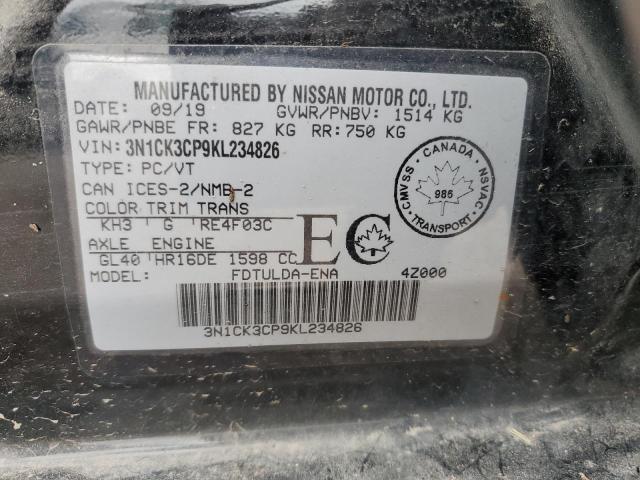 MANUFACTURED BY NISSAN MOTOR CO., LTD.
DATE: 09/19 GVWR/PNBV: 1514 KG
GAWR/PNBE FR: 827 KG RR: 750 KG
VIN: 3N1CK3CP9KL234826
TYPE: PC/VT
CAN ICES-2/NMB-2
COLOR TRIM TRANS
KH3 G RE4F03C
AXLE ENGINE
GL40 HR16DE 1598 CC
MODEL: FDTULDA-ENA 4Z000
EC
CANADA
CMVSS NSVAC
986
TRANSPORT
3N1CK3CP9KL234826